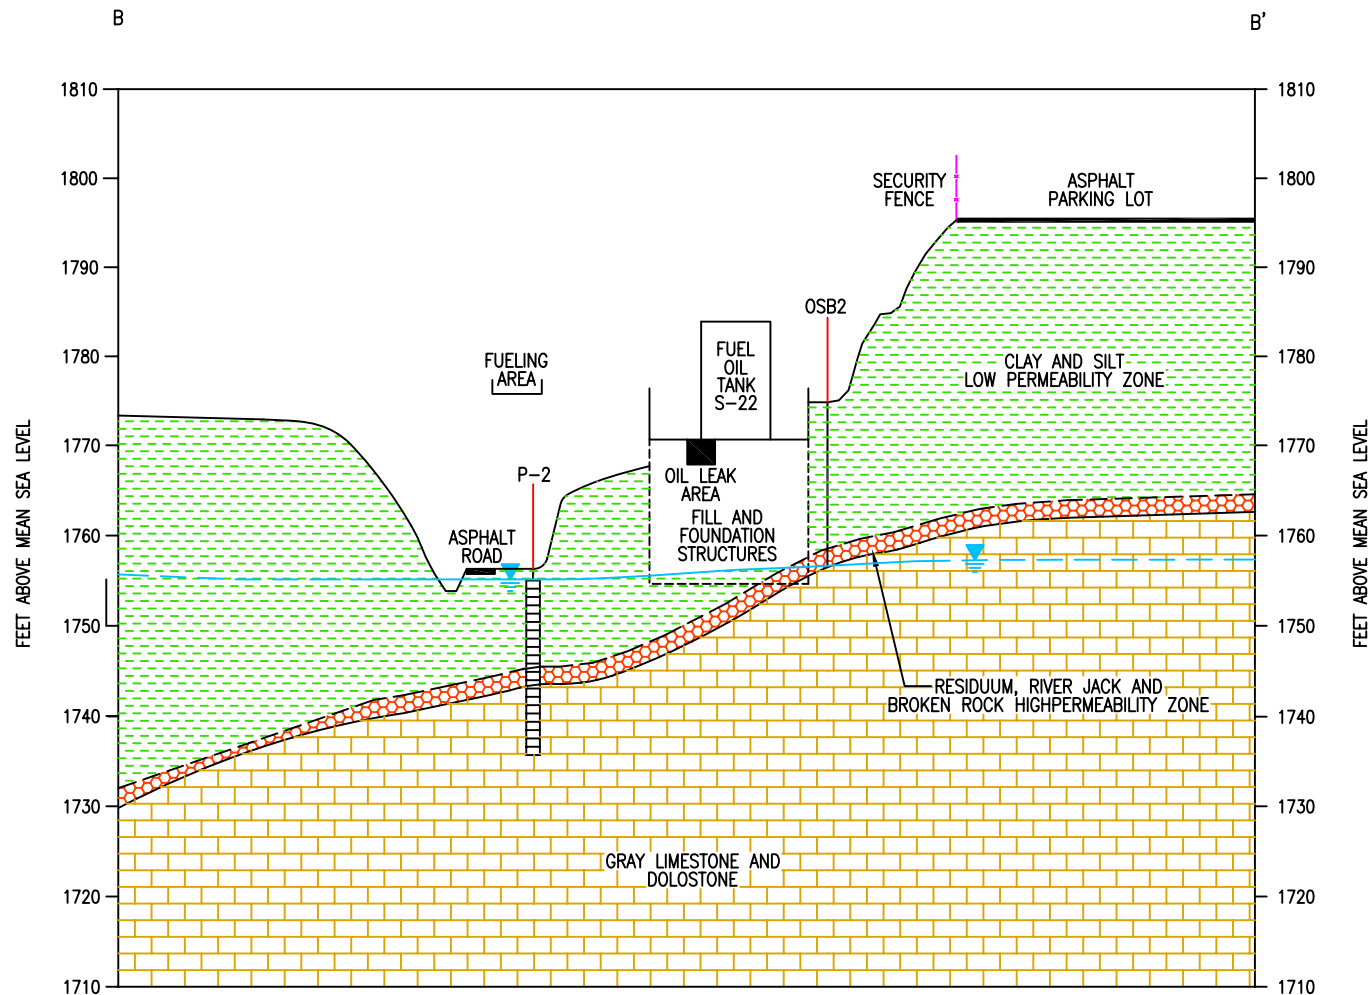 B
B'
1810
1810
1800
1800
SECURITY
FENCE
ASPHALT
PARKING LOT
1790
1790
OSB2
1780
1780
FUELING
AREA
FUEL
OIL
TANK
S-22
CLAY AND SILT
LOW PERMEABILITY ZONE
1770
1770
P-2
OIL LEAK
AREA
FILL AND
FOUNDATION
STRUCTURES
ASPHALT
ROAD
1760
1760
FEET ABOVE MEAN SEA LEVEL
FEET ABOVE MEAN SEA LEVEL
1750
1750
RESIDUUM, RIVER JACK AND
BROKEN ROCK HIGHPERMEABILITY ZONE
1740
1740
1730
1730
GRAY LIMESTONE AND
DOLOSTONE
1720
1720
1710
1710